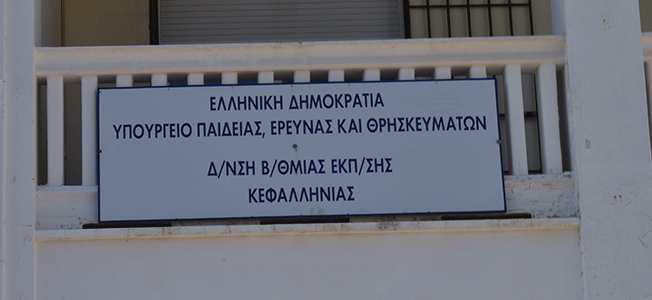 ΕΛΛΗΝΙΚΗ ΔΗΜΟΚΡΑΤΙΑ
ΥΠΟΥΡΓΕΙΟ ΠΑΙΔΕΙΑΣ, ΕΡΕΥΝΑΣ ΚΑΙ ΘΡΗΣΚΕΥΜΑΤΩΝ
Δ/ΝΣΗ Β/ΘΜΙΑΣ ΕΚΠ/ΣΗΣ
ΚΕΦΑΛΛΗΝΙΑΣ